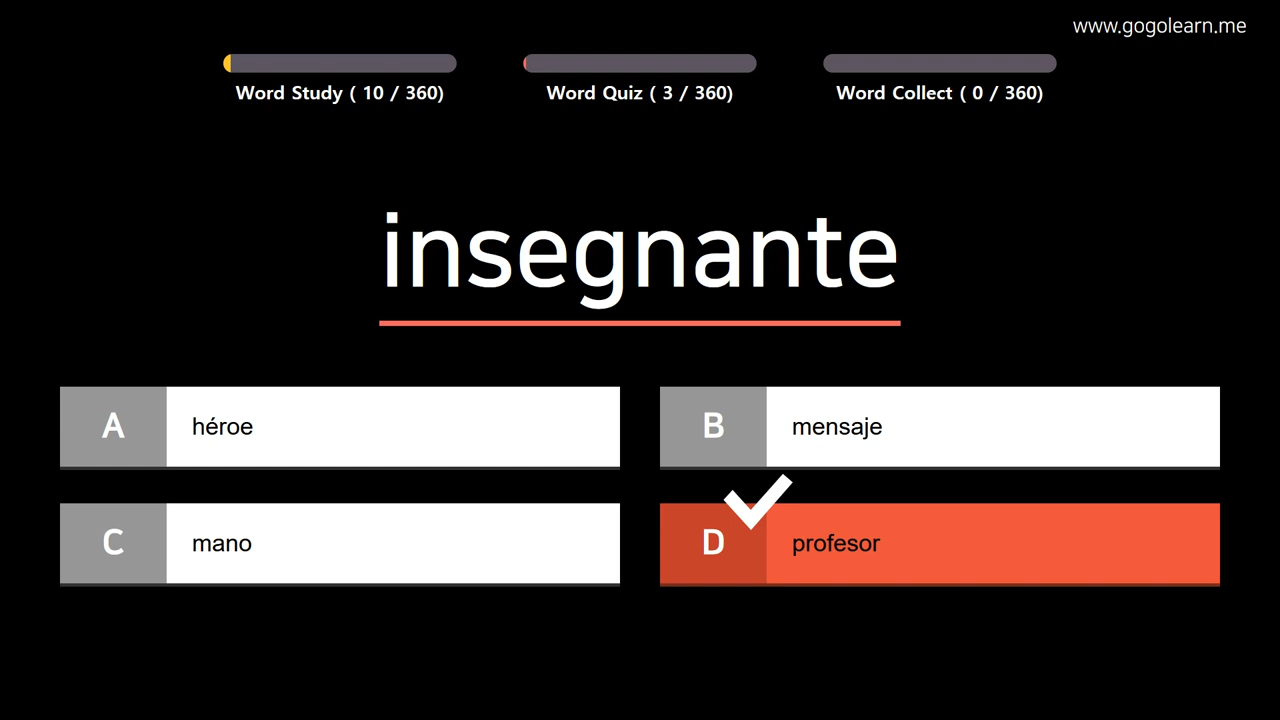 www.gogolearn.me
Word Study ( 10 / 360)
Word Quiz ( 3 / 360)
Word Collect ( 0 / 360)
insegnante
A héroe
B mensaje
C mano
D profesor